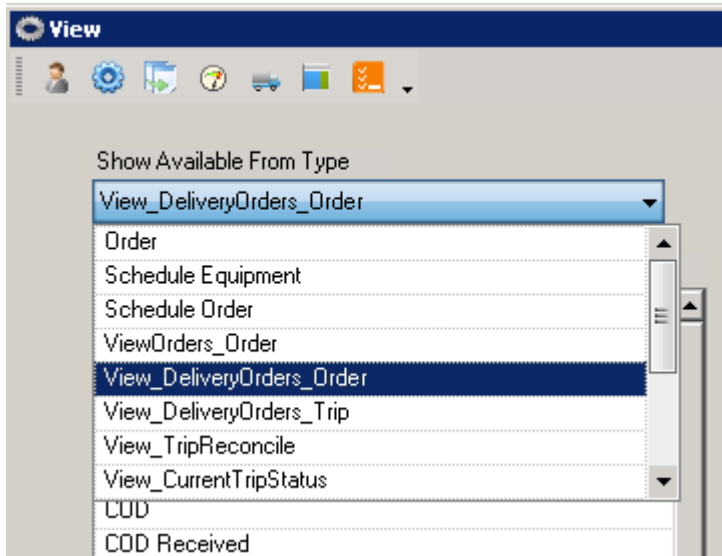 View
Show Available From Type
View_DeliveryOrders_Order
Order
Schedule Equipment
Schedule Order
ViewOrders_Order
View_DeliveryOrders_Order
View_DeliveryOrders_Trip
View_TripReconcile
View_CurrentTripStatus
COD
COD Received